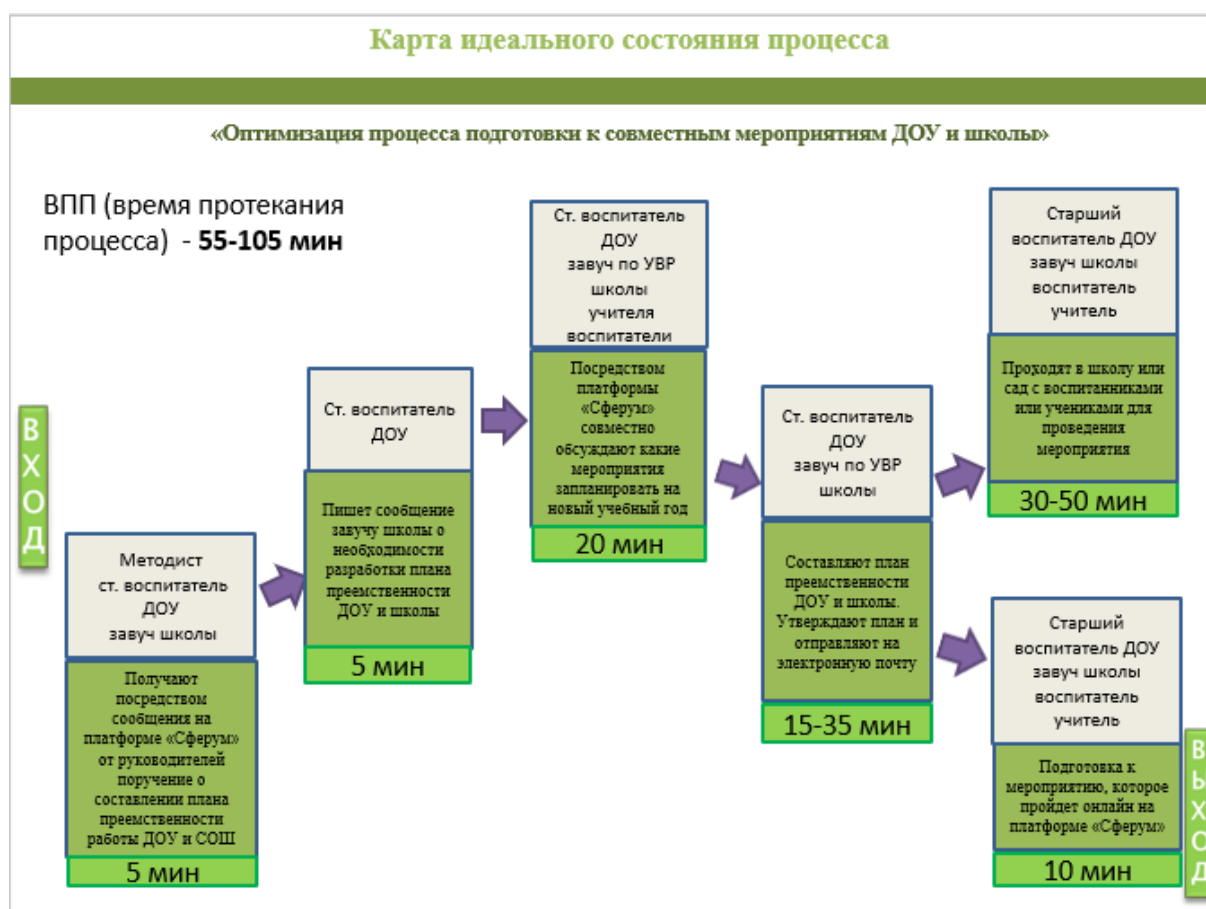 Карта идеального состояния процесса
«Оптимизация процесса подготовки к совместным мероприятиям ДОУ и школы»
ВПП (время протекания
процесса) - 55-105 мин
ВХОД
Методист
ст. воспитатель
ДОУ
завуч школы
Получают
посредством
сообщения на
платформе «Сферум»
от руководителей
поручение о
составлении плана
преемственности
работы ДОУ и СОШ
5 мин
Ст. воспитатель
ДОУ
Пишет сообщение
завучу школы о
необходимости
разработки плана
преемственности
ДОУ и школы
5 мин
Ст. воспитатель
ДОУ
завуч по УВР
школы
учителя
воспитатели
Посредством
платформы
«Сферум»
совместно
обсуждают какие
мероприятия
запланировать на
новый учебный год
20 мин
Ст. воспитатель
ДОУ
завуч по УВР
школы
Составляют план
преемственности
ДОУ и школы.
Утверждают план и
отправляют на
электронную почту
15-35 мин
Старший
воспитатель ДОУ
завуч школы
воспитатель
учитель
Проходят в школу или
сад с воспитанниками
или учениками для
проведения
мероприятия
30-50 мин
Старший
воспитатель ДОУ
завуч школы
воспитатель
учитель
Подготовка к
мероприятию, которое
пройдет онлайн на
платформе «Сферум»
10 мин
ВЫХОД